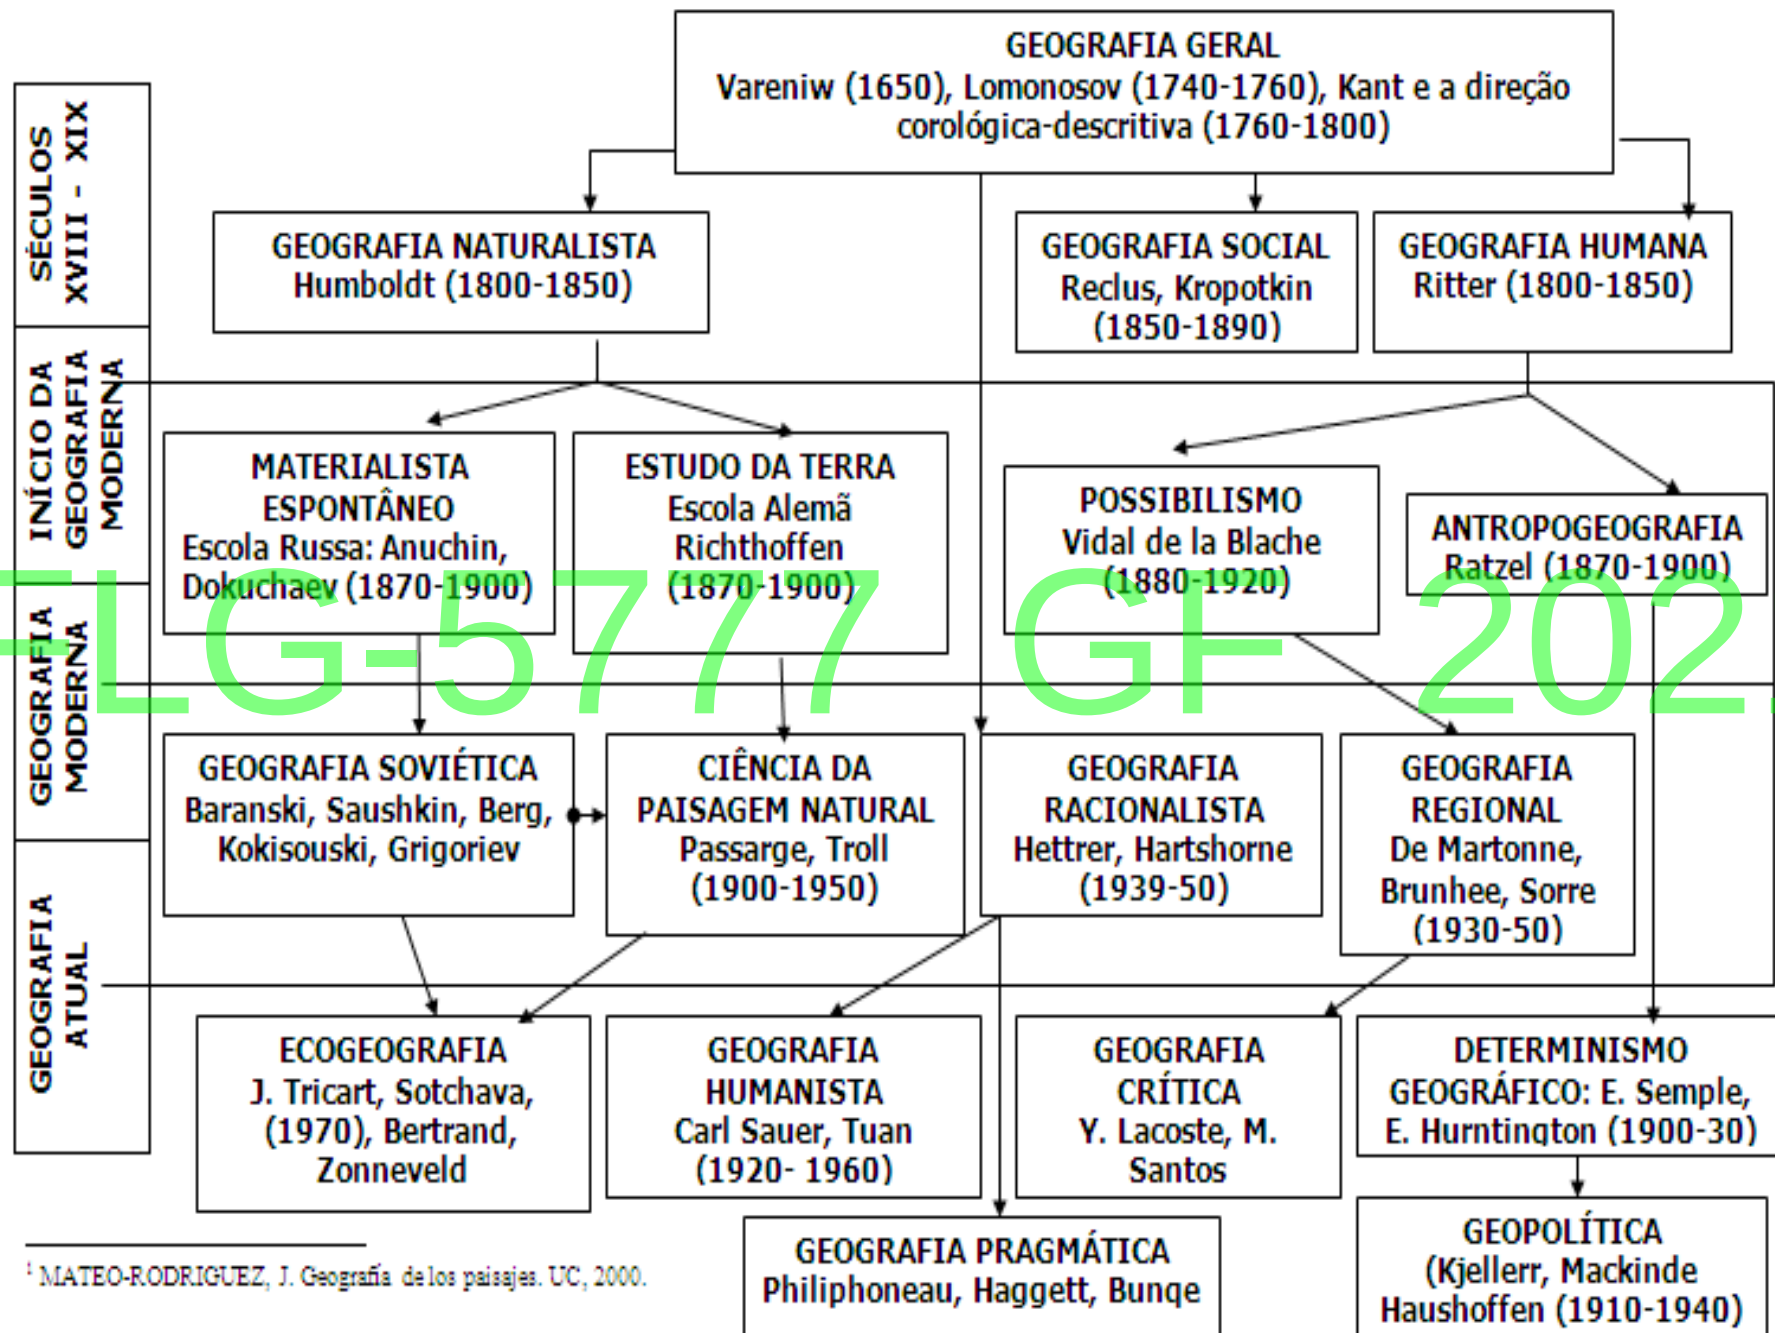 GEOGRAFIA GERAL
Vareniw (1650), Lomonosov (1740-1760), Kant e a direção
corológica-descritiva (1760-1800)
SÉCULOS
XVIII - XIX
GEOGRAFIA NATURALISTA
Humboldt (1800-1850)
GEOGRAFIA SOCIAL
Reclus, Kropotkin
(1850-1890)
GEOGRAFIA HUMANA
Ritter (1800-1850)
INÍCIO DA
GEOGRAFIA
MODERNA
MATERIALISTA
ESPONTÂNEO
Escola Russa: Anuchin,
Dokuchaev (1870-1900)
ESTUDO DA TERRA
Escola Alemã
Richthoffen
(1870-1900)
POSSIBILISMO
Vidal de la Blache
(1880-1920)
ANTROPOGEOGRAFIA
Ratzel (1870-1900)
FLG-5777 GF 202
GEOGRAFIA
MODERNA
GEOGRAFIA SOVIÉTICA
Baranski, Saushkin, Berg,
Kokisouski, Grigoriev
CIÊNCIA DA
PAISAGEM NATURAL
Passarge, Troll
(1900-1950)
GEOGRAFIA
RACIONALISTA
Hettrer, Hartshorne
(1939-50)
GEOGRAFIA
REGIONAL
De Martonne,
Brunhee, Sorre
(1930-50)
GEOGRAFIA
ATUAL
ECOGEOGRAFIA
J. Tricart, Sotchava,
(1970), Bertrand,
Zonneveld
GEOGRAFIA
HUMANISTA
Carl Sauer, Tuan
(1920- 1960)
GEOGRAFIA
CRÍTICA
Y. Lacoste, M.
Santos
DETERMINISMO
GEOGRÁFICO: E. Semple,
E. Hurntington (1900-30)
GEOGRAFIA PRAGMÁTICA
Philiphoneau, Haggett, Bunge
GEOPOLÍTICA
(Kjellerr, Mackinde
Haushoffen (1910-1940)
¹ MATEO-RODRIGUEZ, J. Geografía de los paisajes. UC, 2000.